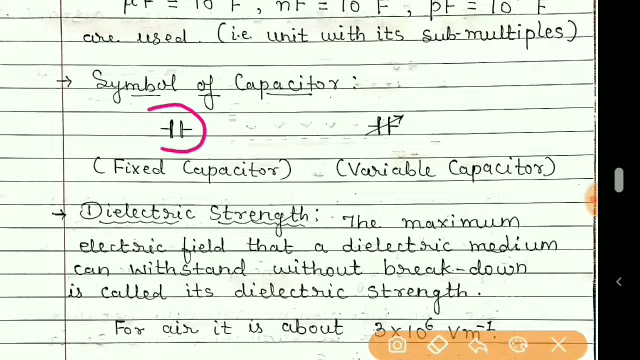 µF = 10 F, nF = 10 F, pF = 10 F
are used. (i.e unit with its sub-multiples)
→ Symbol of Capacitor:
(Fixed Capacitor) (Variable Capacitor)
→ ① Dielectric Strength: The maximum
electric field that a dielectric medium
can withstand without break-down
is called its dielectric strength.
For air it is about 3×10⁶ Vm⁻¹.